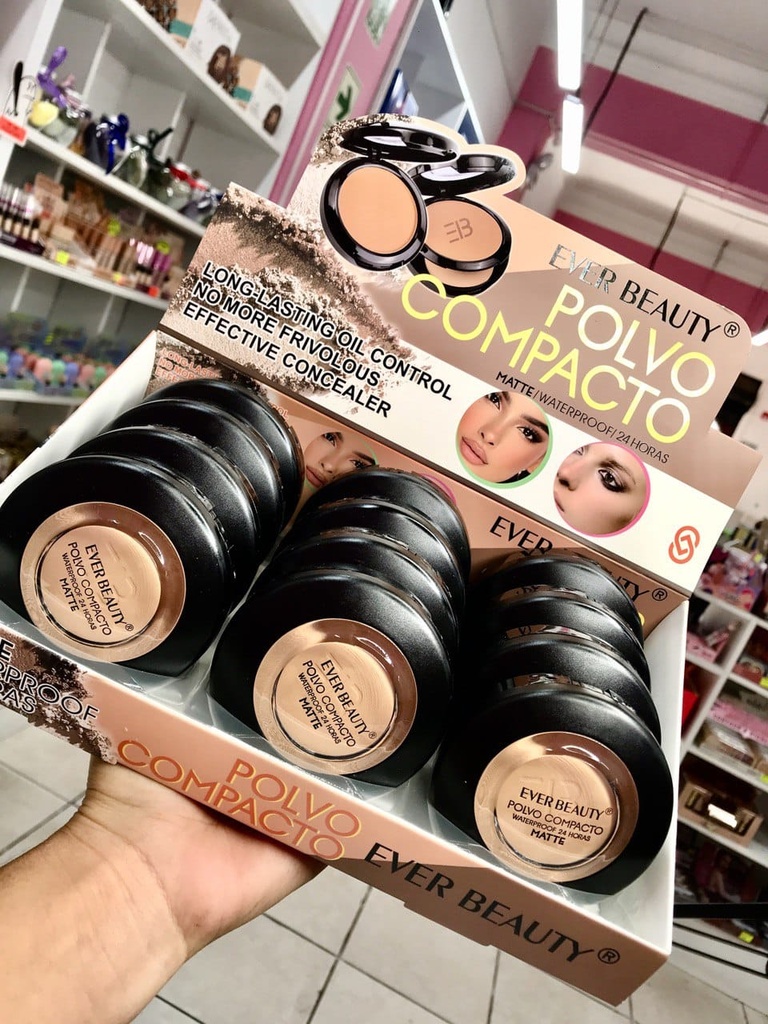 EB
EVER BEAUTY®
POLVO
COMPACTO
MATTE/WATERPROOF/24 HORAS
LONG-LASTING OIL CONTROL
NO MORE FRIVOLOUS
EFFECTIVE CONCEALER
EVER
EVER BEAUTY®
POLVO COMPACTO
WATERPROOF 24 HORAS
MATTE
EVER BEAUTY®
POLVO COMPACTO
WATERPROOF 24 HORAS
MATTE
EVER BEAUTY®
POLVO COMPACTO
WATERPROOF 24 HORAS
MATTE
POLVO
COMPACTO
EVER BEAUTY®